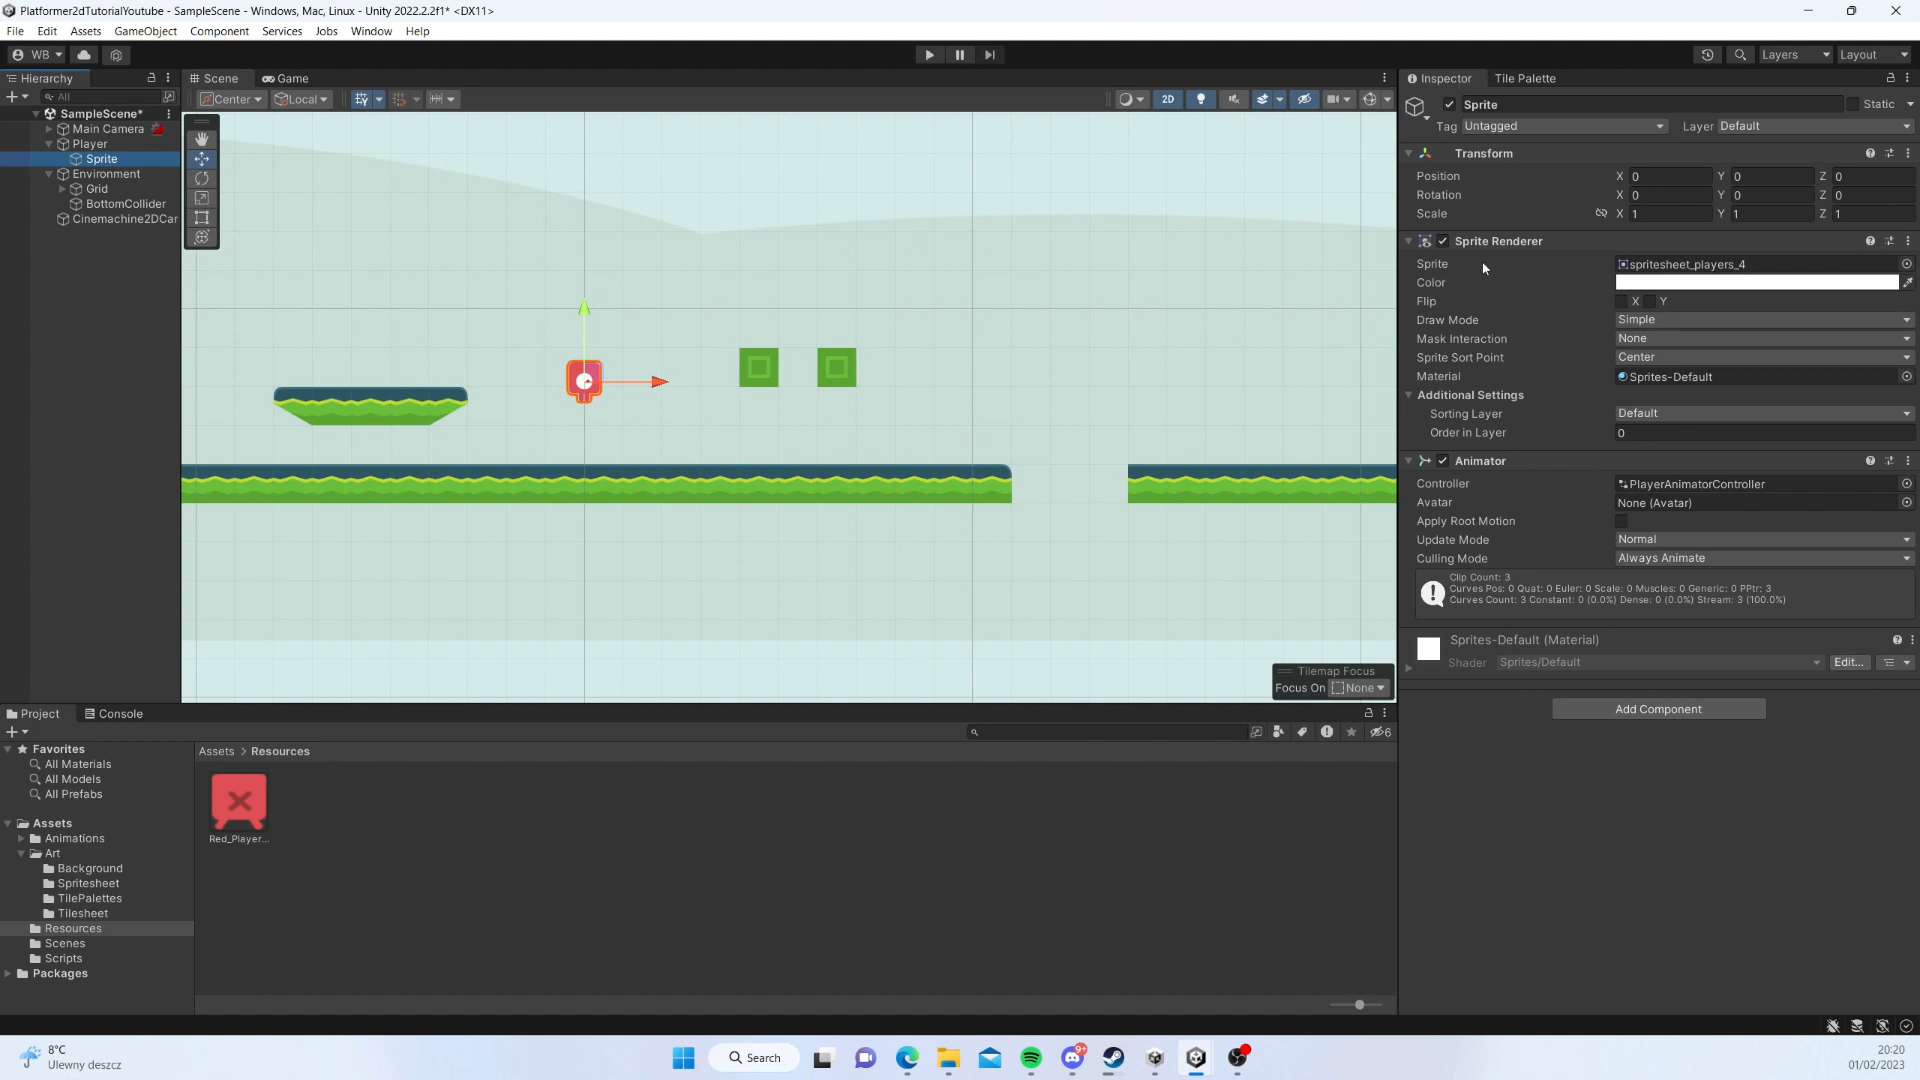 Platformer2dTutorialYoutube - SampleScene - Windows, Mac, Linux - Unity 2022.2.2f1* <DX11>
File Edit Assets GameObject Component Services Jobs Window Help
WB Layers Layout
Hierarchy Scene Game Inspector Tile Palette
All Center Local 2D Sprite Static
Tag Untagged Layer Default
SampleScene*
Main Camera
Player
Sprite
Environment
Grid
BottomCollider
Cinemachine2DCar
Transform
Position X 0 Y 0 Z 0
Rotation X 0 Y 0 Z 0
Scale X 1 Y 1 Z 1
Sprite Renderer
Sprite spritesheet_players_4
Color
Flip X Y
Draw Mode Simple
Mask Interaction None
Sprite Sort Point Center
Material Sprites-Default
Additional Settings
Sorting Layer Default
Order in Layer 0
Animator
Controller PlayerAnimatorController
Avatar None (Avatar)
Apply Root Motion
Update Mode Normal
Culling Mode Always Animate
Clip Count: 3
Curves Pos: 0 Quat: 0 Euler: 0 Scale: 0 Muscles: 0 Generic: 0 PPtr: 3
Curves Count: 3 Constant: 0 (0.0%) Dense: 0 (0.0%) Stream: 3 (100.0%)
Sprites-Default (Material)
Shader Sprites/Default Edit...
Add Component
Tilemap Focus
Focus On None
Project Console
6
Favorites
All Materials
All Models
All Prefabs
Assets
Animations
Art
Background
Spritesheet
TilePalettes
Tilesheet
Resources
Scenes
Scripts
Packages
Assets > Resources
Red_Player...
8°C
Ulewny deszcz
Search
9+
20:20
01/02/2023